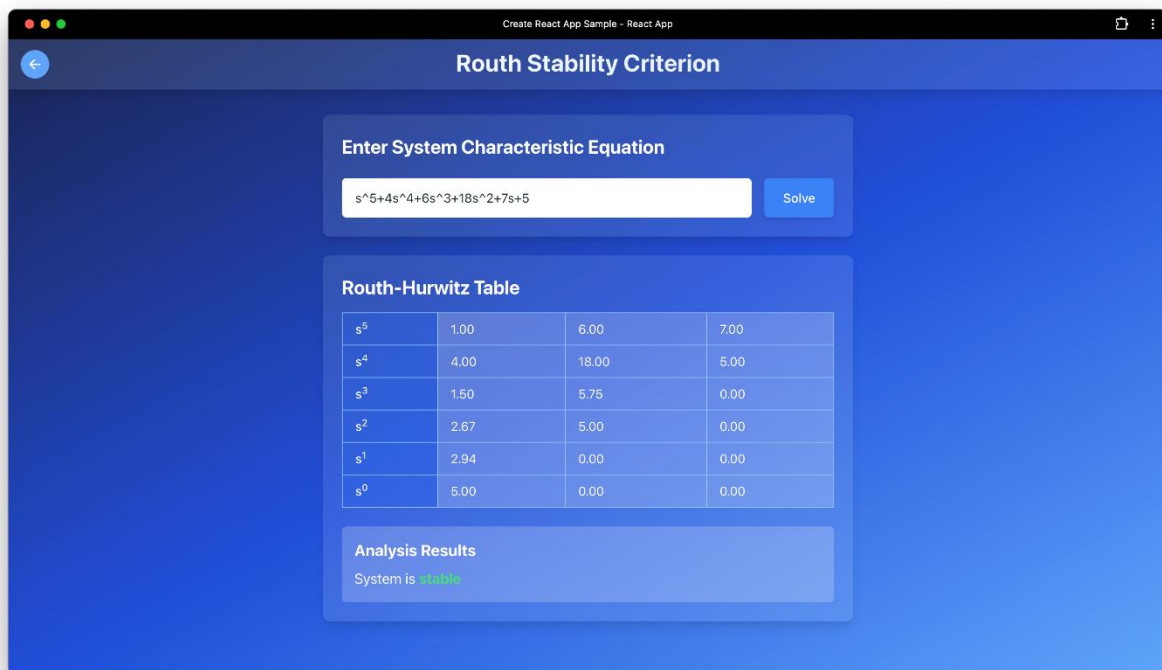 Create React App Sample - React App
Routh Stability Criterion
Enter System Characteristic Equation
s^5+4s^4+6s^3+18s^2+7s+5 Solve
Routh-Hurwitz Table
s⁵ 1.00 6.00 7.00
s⁴ 4.00 18.00 5.00
s³ 1.50 5.75 0.00
s² 2.67 5.00 0.00
s¹ 2.94 0.00 0.00
s⁰ 5.00 0.00 0.00
Analysis Results
System is stable